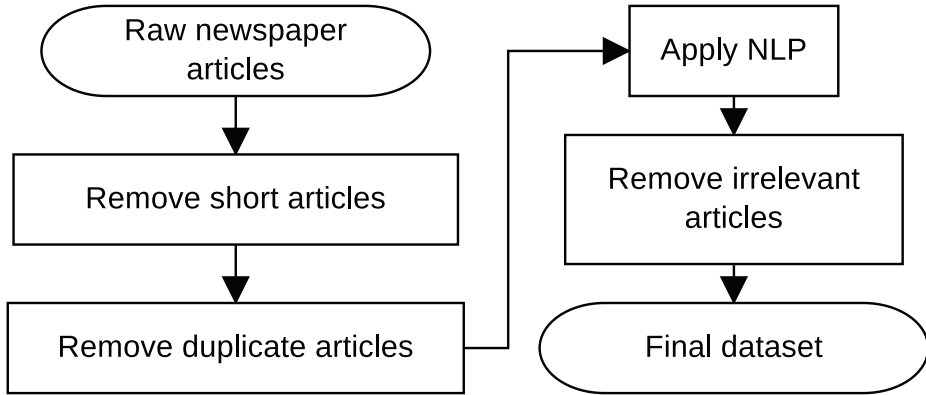 Raw newspaper
articles
Remove short articles
Remove duplicate articles
Apply NLP
Remove irrelevant
articles
Final dataset